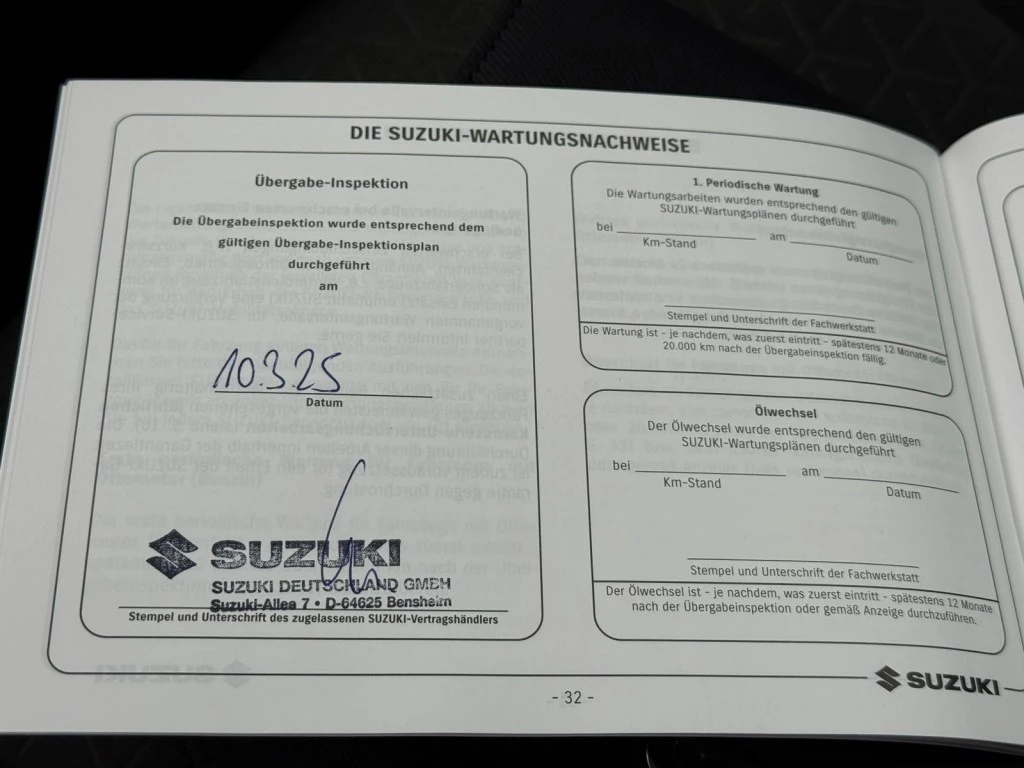 DIE SUZUKI-WARTUNGSNACHWEISE
Übergabe-Inspektion
Die Übergabeinspektion wurde entsprechend dem
gültigen Übergabe-Inspektionsplan
durchgeführt
am
10.3.25
Datum
SUZUKI
SUZUKI DEUTSCHLAND GMBH
Suzuki-Allee 7 • D-64625 Bensheim
Stempel und Unterschrift des zugelassenen SUZUKI-Vertragshändlers
1. Periodische Wartung
Die Wartungsarbeiten wurden entsprechend den gültigen
SUZUKI-Wartungsplänen durchgeführt
bei am
Km-Stand Datum
Stempel und Unterschrift der Fachwerkstatt
Die Wartung ist - je nachdem, was zuerst eintritt - spätestens 12 Monate oder
20.000 km nach der Übergabeinspektion fällig.
Ölwechsel
Der Ölwechsel wurde entsprechend den gültigen
SUZUKI-Wartungsplänen durchgeführt
bei am
Km-Stand Datum
Stempel und Unterschrift der Fachwerkstatt
Der Ölwechsel ist - je nachdem, was zuerst eintritt - spätestens 12 Monate
nach der Übergabeinspektion oder gemäß Anzeige durchzuführen.
SUZUKI
- 32 -